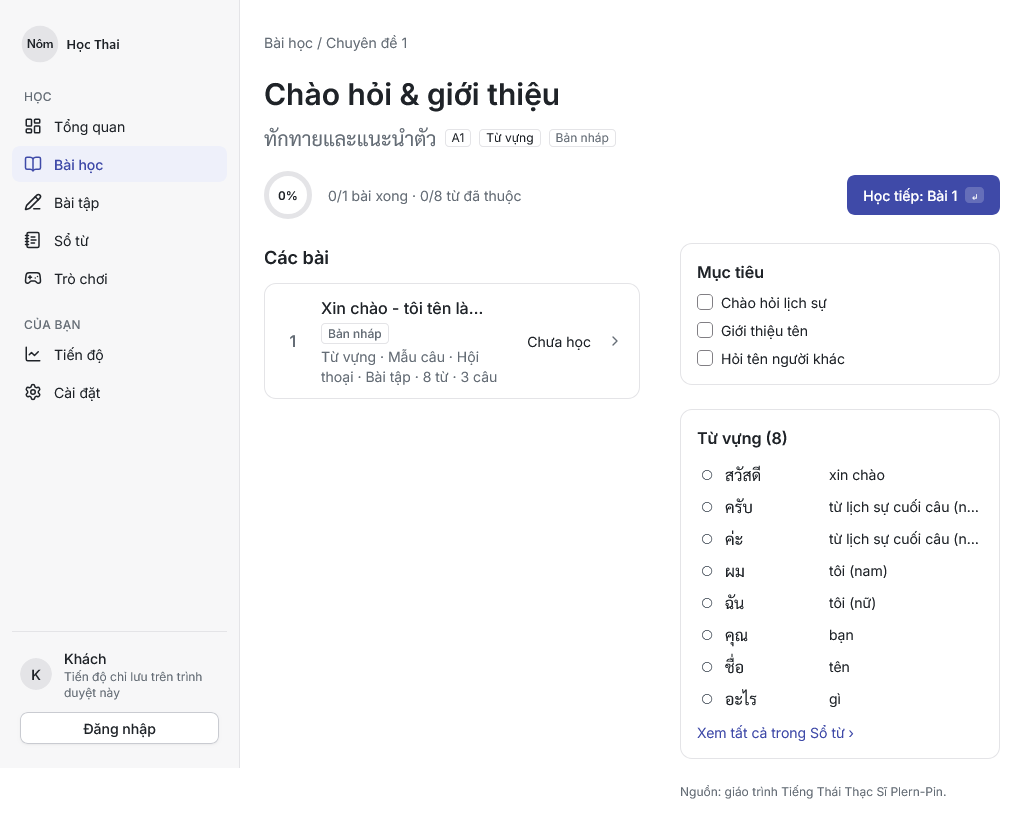 Nôm Học Thai
HỌC
Tổng quan
Bài học
Bài tập
Sổ từ
Trò chơi
CỦA BẠN
Tiến độ
Cài đặt
K
Khách
Tiến độ chỉ lưu trên trình
duyệt này
Đăng nhập
Bài học / Chuyên đề 1
Chào hỏi & giới thiệu
ทักทายและแนะนำตัว A1 Từ vựng Bản nháp
0% 0/1 bài xong · 0/8 từ đã thuộc
Học tiếp: Bài 1 ↵
Các bài
1
Xin chào - tôi tên là...
Bản nháp
Từ vựng · Mẫu câu · Hội
thoại · Bài tập · 8 từ · 3 câu
Chưa học
Mục tiêu
Chào hỏi lịch sự
Giới thiệu tên
Hỏi tên người khác
Từ vựng (8)
สวัสดี xin chào
ครับ từ lịch sự cuối câu (n...
ค่ะ từ lịch sự cuối câu (n...
ผม tôi (nam)
ฉัน tôi (nữ)
คุณ bạn
ชื่อ tên
อะไร gì
Xem tất cả trong Sổ từ ›
Nguồn: giáo trình Tiếng Thái Thạc Sĩ Plern-Pin.